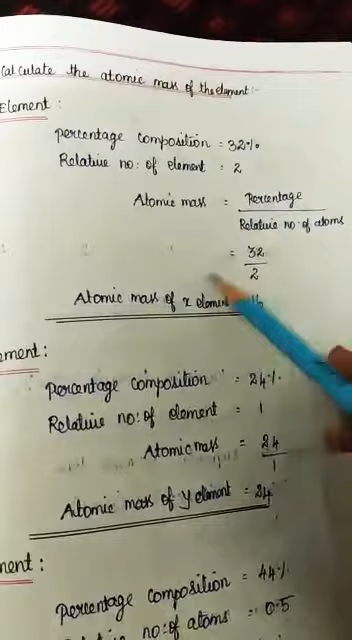 Calculate the atomic mass of the element:-
Element:
percentage composition = 32%
Relative no: of element = 2
Atomic mass = Percentage
Relative no. of atoms
= 32
2
Atomic mass of x element
ement:
Percentage composition = 24%.
Relative no: of element = 1
Atomic mass = 24
1
Atomic mass of y element = 24
ment:
Percentage composition = 44%
no: of atoms = 0.5